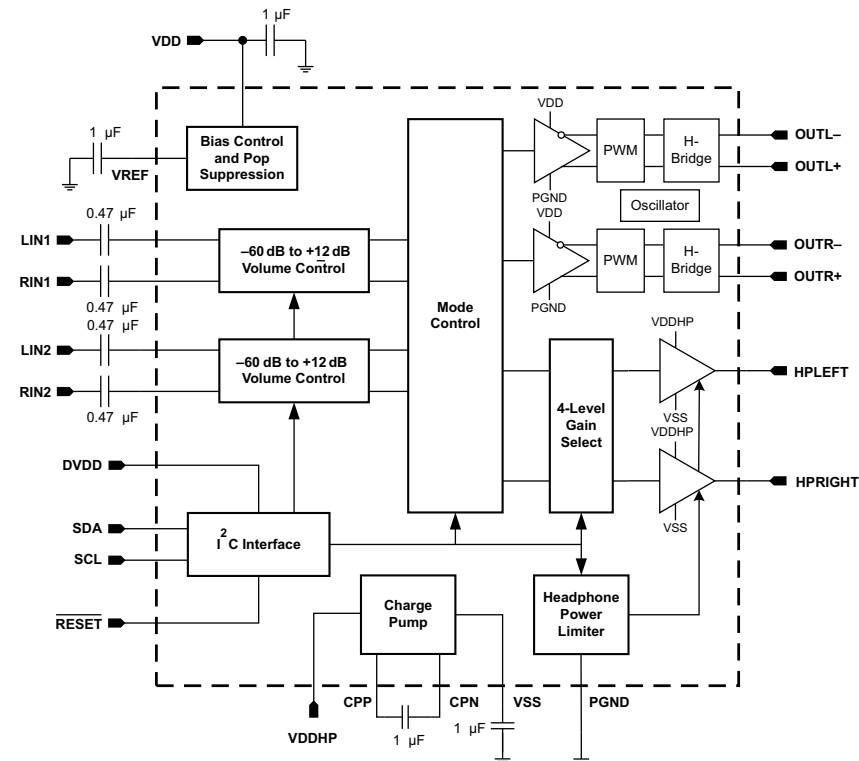 1 µF
VDD
Bias Control
and Pop
Suppression
1 µF
VREF
VDD
PWM
H-
Bridge
OUTL–
OUTL+
PGND
Oscillator
0.47 µF
LIN1
–60 dB to +12 dB
Volume Control
VDD
PWM
H-
Bridge
OUTR–
OUTR+
PGND
RIN1
0.47 µF
0.47 µF
Mode
Control
LIN2
–60 dB to +12 dB
Volume Control
RIN2
0.47 µF
4-Level
Gain
Select
VDDHP
HPLEFT
VSS
VDDHP
HPRIGHT
VSS
DVDD
SDA
I2C Interface
SCL
RESET
Charge
Pump
Headphone
Power
Limiter
CPP
CPN
VSS
PGND
VDDHP
1 µF
1 µF